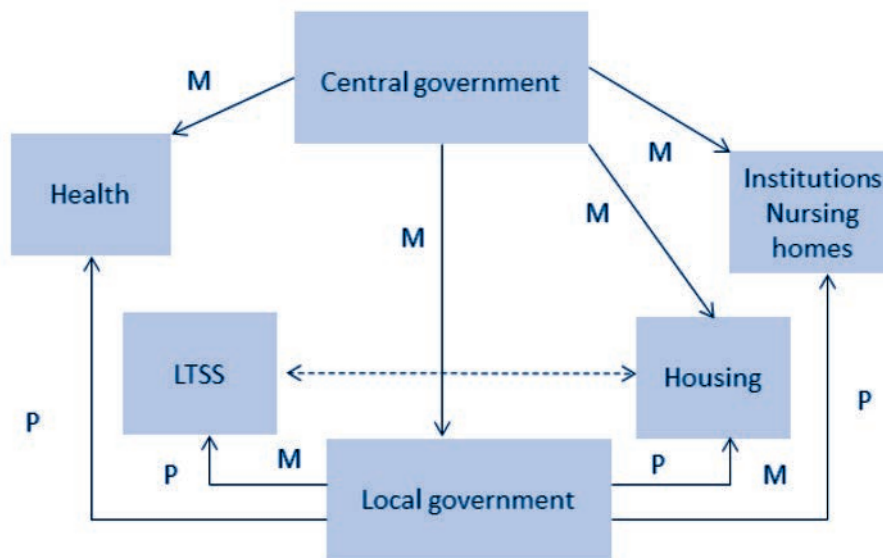 Central government
M
Health
M
Institutions
Nursing
homes
M
M
LTSS
Housing
P
P
M
P
M
P
Local government